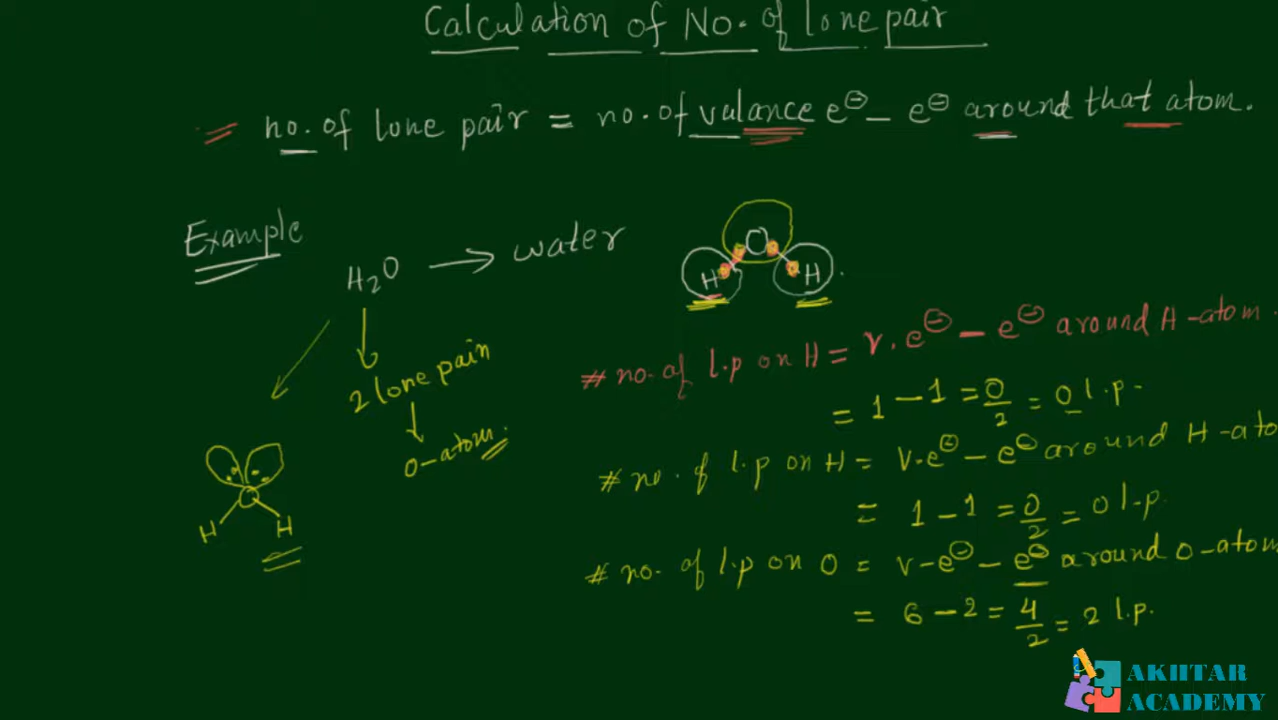 Calculation of No. of lone pair
no. of lone pair = no. of valance e⊖ – e⊖ around that atom.
Example
H₂O → water
O
H H
# no. of l.p on H = v.e⊖ – e⊖ around H-atom.
2 lone pair
= 1 – 1 = 0/2 = 0 l.p.
O-atom.
# no. of l.p on H = v.e⊖ – e⊖ around H-ato
H H
= 1 – 1 = 0/2 = 0 l.p.
# no. of l.p on O = v-e⊖ – e⊖ around O-atom
= 6 – 2 = 4/2 = 2 l.p.
AKHTAR
ACADEMY